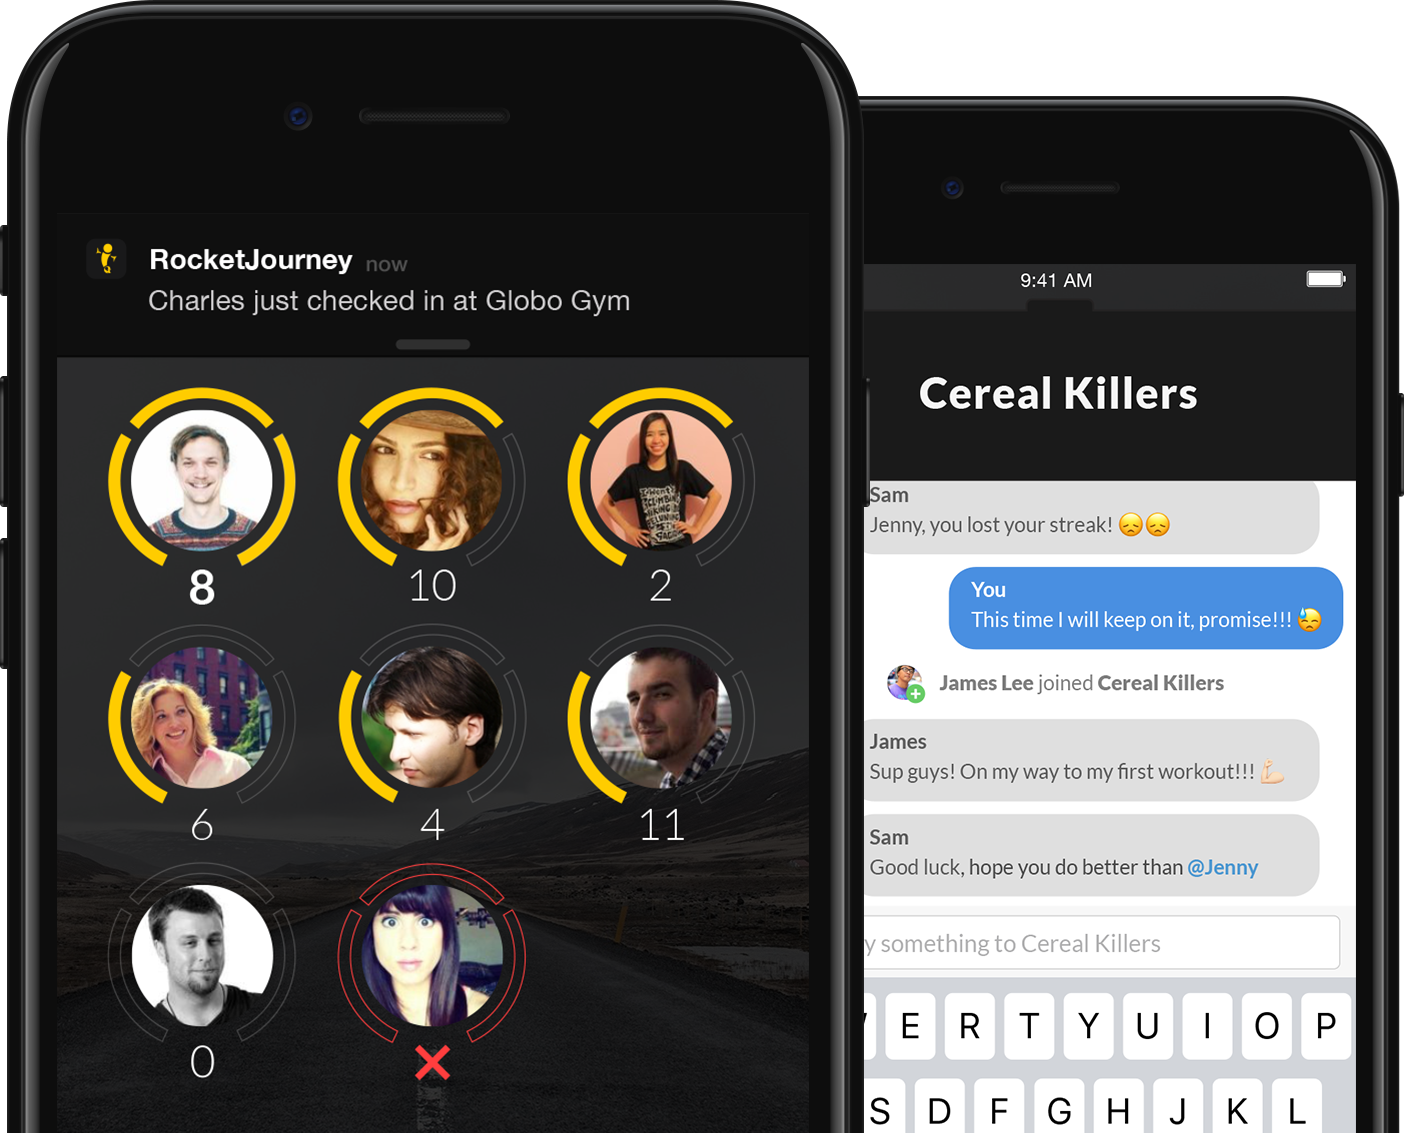 RocketJourney now
Charles just checked in at Globo Gym
8 10 2
6 4 11
0
9:41 AM
Cereal Killers
Sam
Jenny, you lost your streak! 😞😞
You
This time I will keep on it, promise!!! 😓
James Lee joined Cereal Killers
James
Sup guys! On my way to my first workout!!! 💪🏻
Sam
Good luck, hope you do better than @Jenny
something to Cereal Killers
E R T Y U I O P
S D F G H J K L